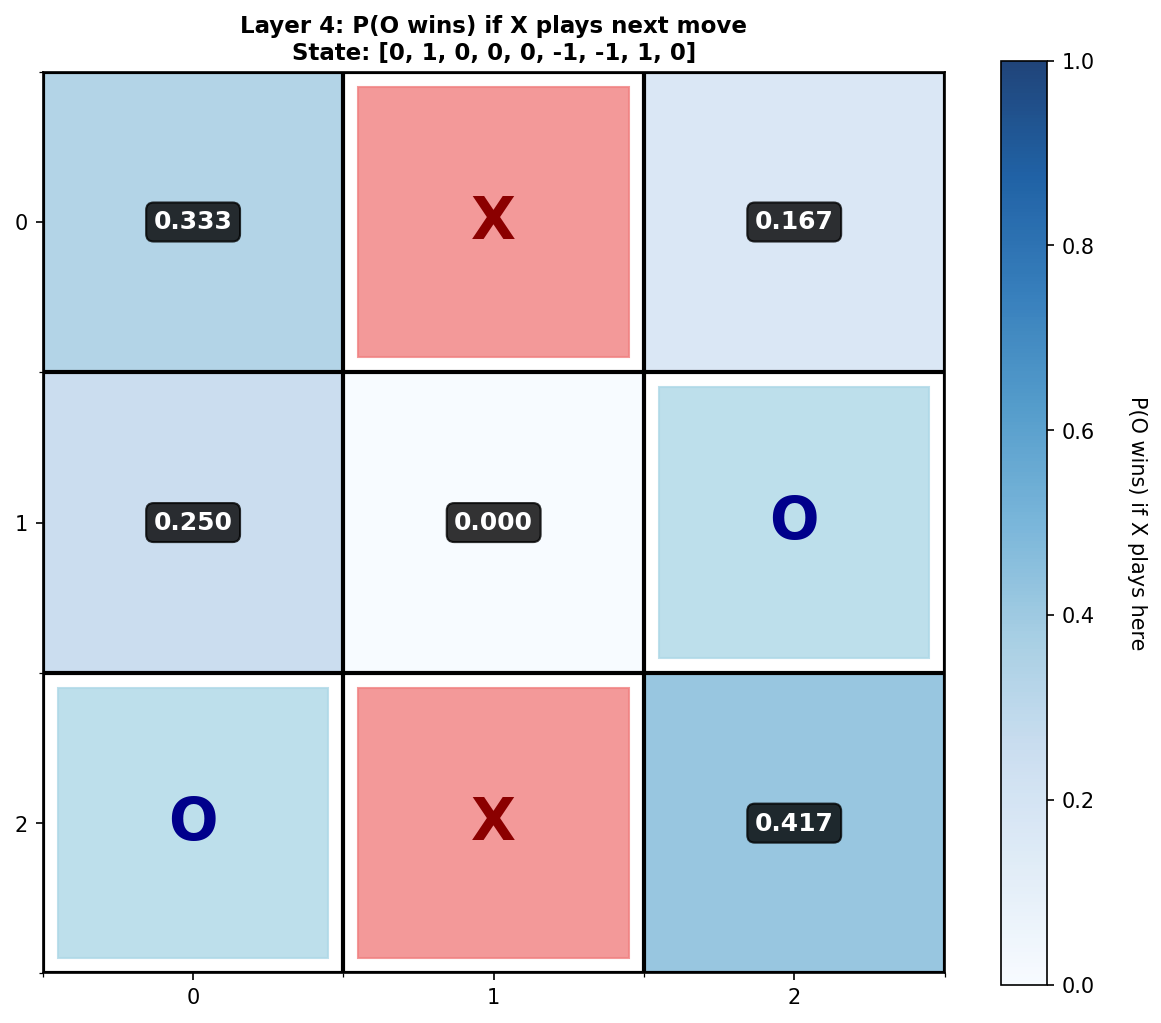 Layer 4: P(O wins) if X plays next move
State: [0, 1, 0, 0, 0, -1, -1, 1, 0]
0.333
X
0.167
0
0.250
0.000
O
1
O
X
0.417
2
0
1
2
1.0
0.8
0.6
0.4
0.2
0.0
P(O wins) if X plays here